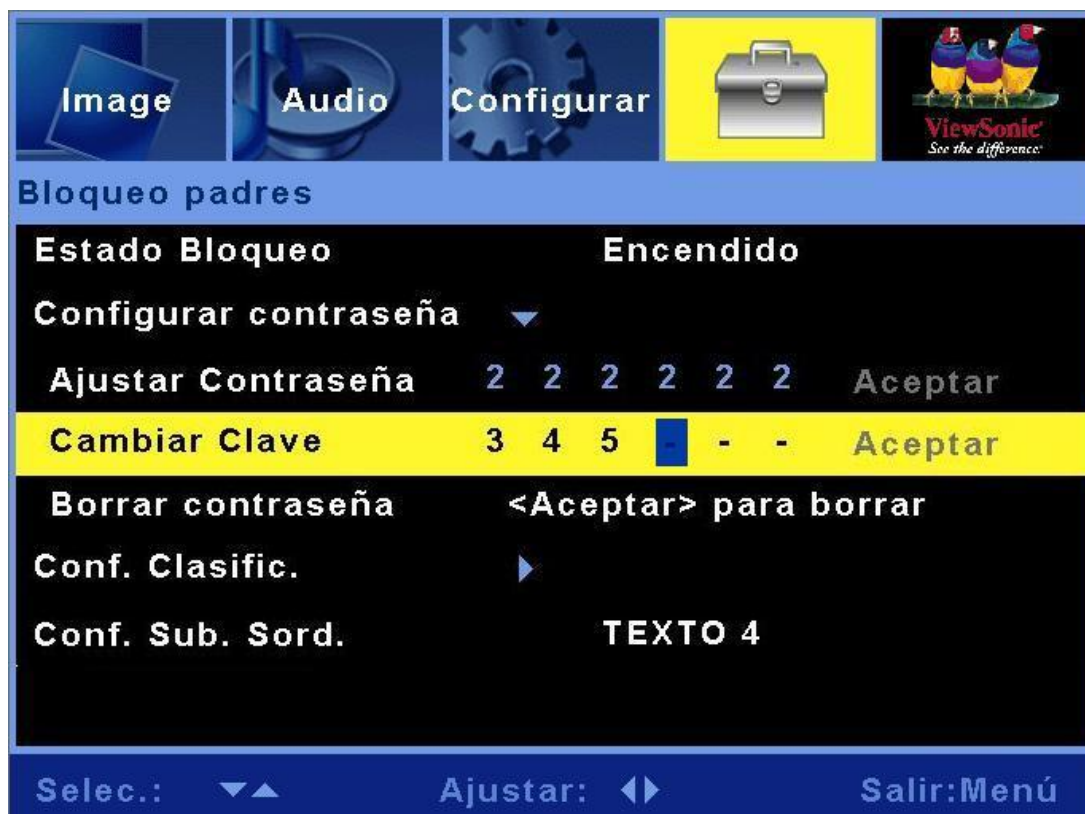 Image Audio Configurar
ViewSonic
See the difference
Bloqueo padres
Estado Bloqueo Encendido
Configurar contraseña
Ajustar Contraseña 2 2 2 2 2 2 Aceptar
Cambiar Clave 3 4 5 - - - Aceptar
Borrar contraseña <Aceptar> para borrar
Conf. Clasific.
Conf. Sub. Sord. TEXTO 4
Selec.: Ajustar: Salir:Menú